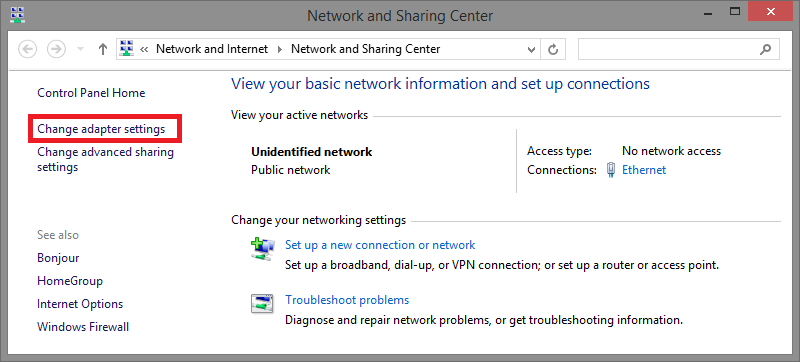 Network and Sharing Center
« Network and Internet Network and Sharing Center
Control Panel Home
Change adapter settings
Change advanced sharing
settings
See also
Bonjour
HomeGroup
Internet Options
Windows Firewall
View your basic network information and set up connections
View your active networks
Unidentified network
Public network
Access type: No network access
Connections: Ethernet
Change your networking settings
Set up a new connection or network
Set up a broadband, dial-up, or VPN connection; or set up a router or access point.
Troubleshoot problems
Diagnose and repair network problems, or get troubleshooting information.